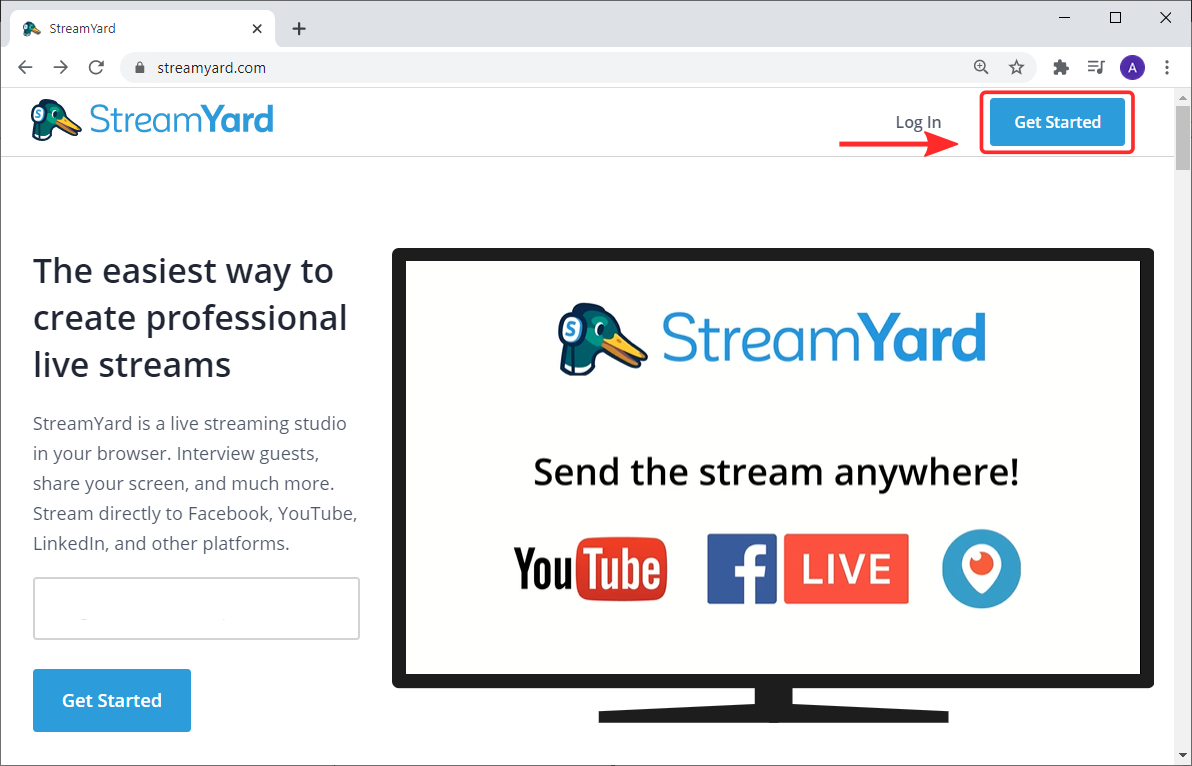 StreamYard
streamyard.com
A
S StreamYard
Log In
Get Started
The easiest way to
create professional
live streams
StreamYard is a live streaming studio
in your browser. Interview guests,
share your screen, and much more.
Stream directly to Facebook, YouTube,
LinkedIn, and other platforms.
Get Started
S StreamYard
Send the stream anywhere!
YouTube
f LIVE